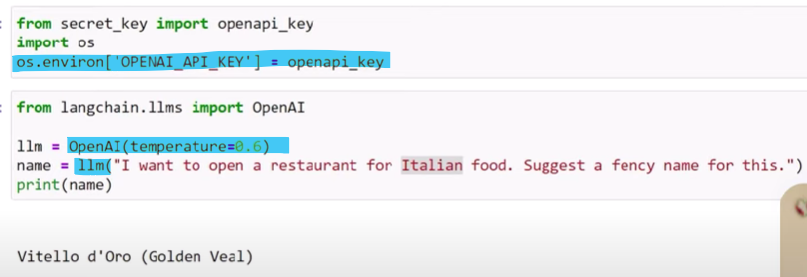 from secret_key import openapi_key
import os
os.environ['OPENAI_API_KEY'] = openapi_key
from langchain.llms import OpenAI
llm = OpenAI(temperature=0.6)
name = llm("I want to open a restaurant for Italian food. Suggest a fency name for this.")
print(name)
Vitello d'Oro (Golden Veal)